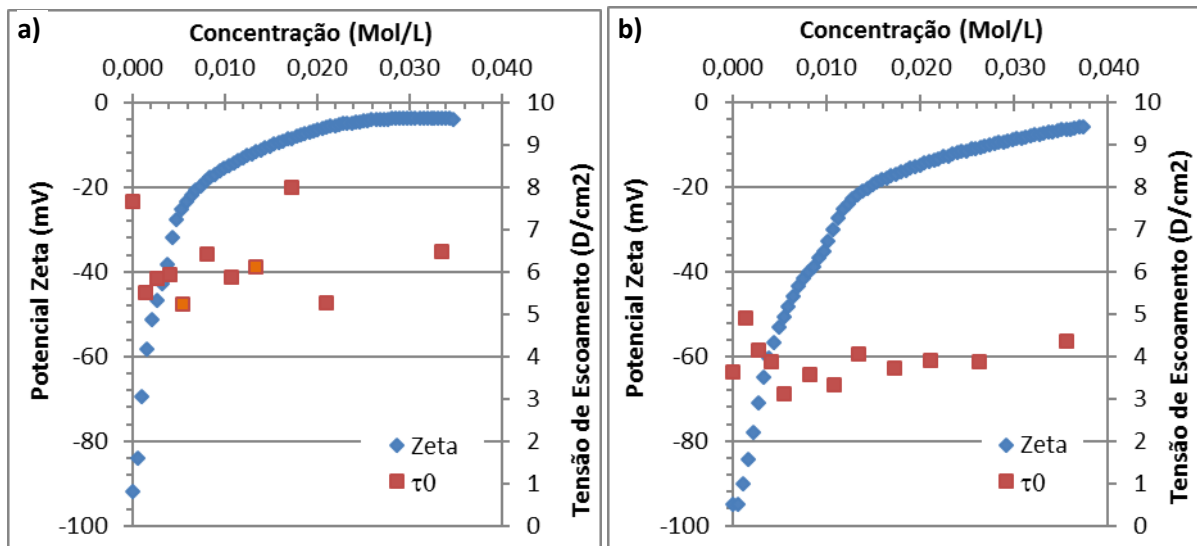 a)
Concentração (Mol/L)
0,000 0,010 0,020 0,030 0,040
Potencial Zeta (mV)
0
-20
-40
-60
-80
-100
10
9
8
7
6
5
4
3
2
1
0
Tensão de Escoamento (D/cm2)
Zeta
τ0
b)
Concentração (Mol/L)
0,000 0,010 0,020 0,030 0,040
Potencial Zeta (mV)
0
-20
-40
-60
-80
-100
10
9
8
7
6
5
4
3
2
1
0
Tensão de Escoamento (D/cm2)
Zeta
τ0